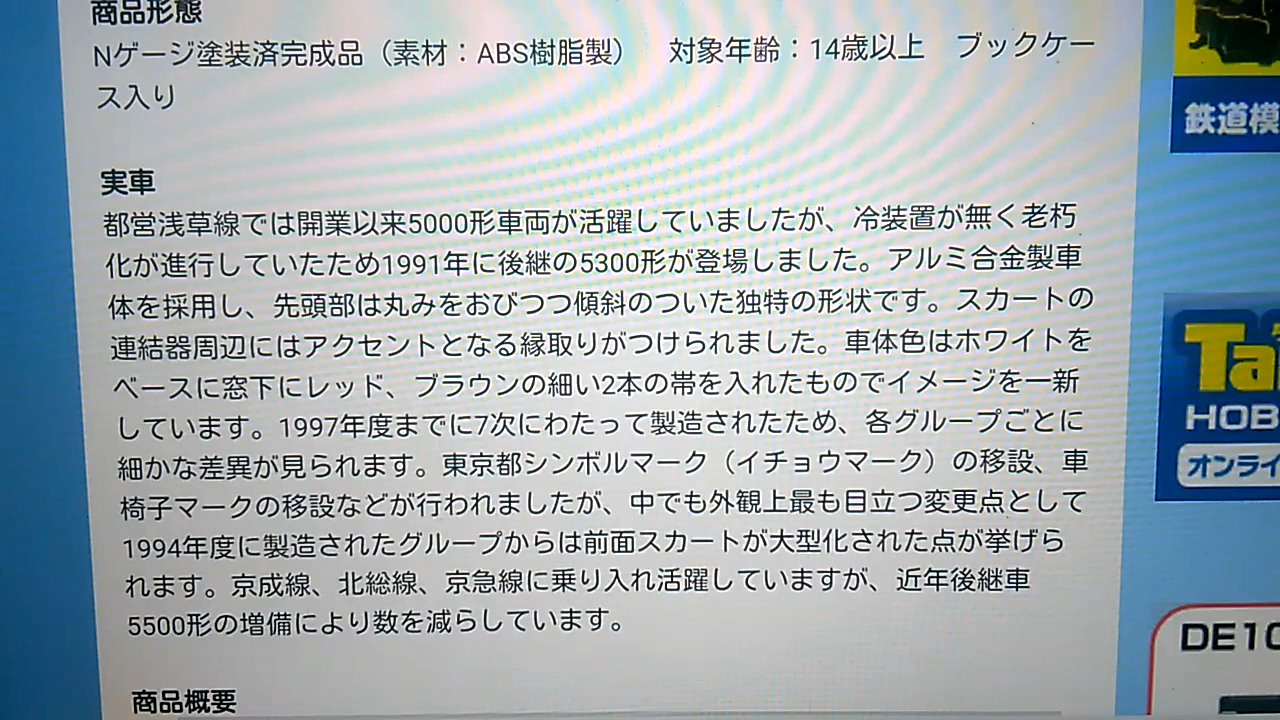 商品形態
Nゲージ塗装済完成品（素材：ABS樹脂製）　対象年齢：14歳以上　ブックケー
ス入り
実車
都営浅草線では開業以来5000形車両が活躍していましたが、冷装置が無く老朽
化が進行していたため1991年に後継の5300形が登場しました。アルミ合金製車
体を採用し、先頭部は丸みをおびつつ傾斜のついた独特の形状です。スカートの
連結器周辺にはアクセントとなる縁取りがつけられました。車体色はホワイトを
ベースに窓下にレッド、ブラウンの細い2本の帯を入れたものでイメージを一新
しています。1997年度までに7次にわたって製造されたため、各グループごとに
細かな差異が見られます。東京都シンボルマーク（イチョウマーク）の移設、車
椅子マークの移設などが行われましたが、中でも外観上最も目立つ変更点として
1994年度に製造されたグループからは前面スカートが大型化された点が挙げら
れます。京成線、北総線、京急線に乗り入れ活躍していますが、近年後継車
5500形の増備により数を減らしています。
商品概要
鉄道模
Ta
HOB
オンライ
DE10